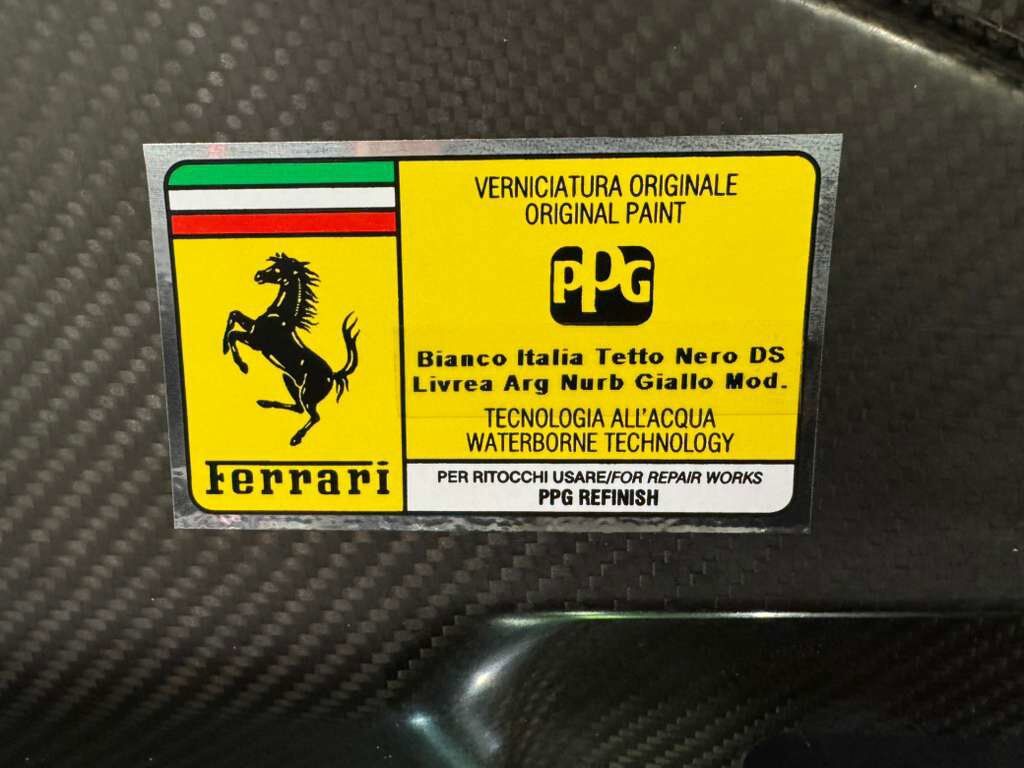 VERNICIATURA ORIGINALE
ORIGINAL PAINT
PPG
Bianco Italia Tetto Nero DS
Livrea Arg Nurb Giallo Mod.
TECNOLOGIA ALL'ACQUA
WATERBORNE TECHNOLOGY
Ferrari
PER RITOCCHI USARE/FOR REPAIR WORKS
PPG REFINISH